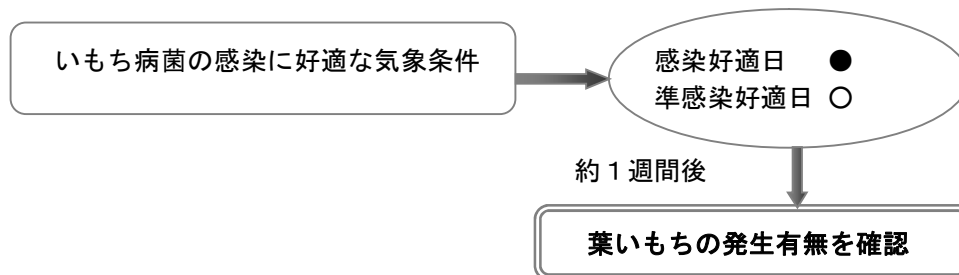 いもち病菌の感染に好適な気象条件
感染好適日 ●
準感染好適日 ○
約１週間後
葉いもちの発生有無を確認